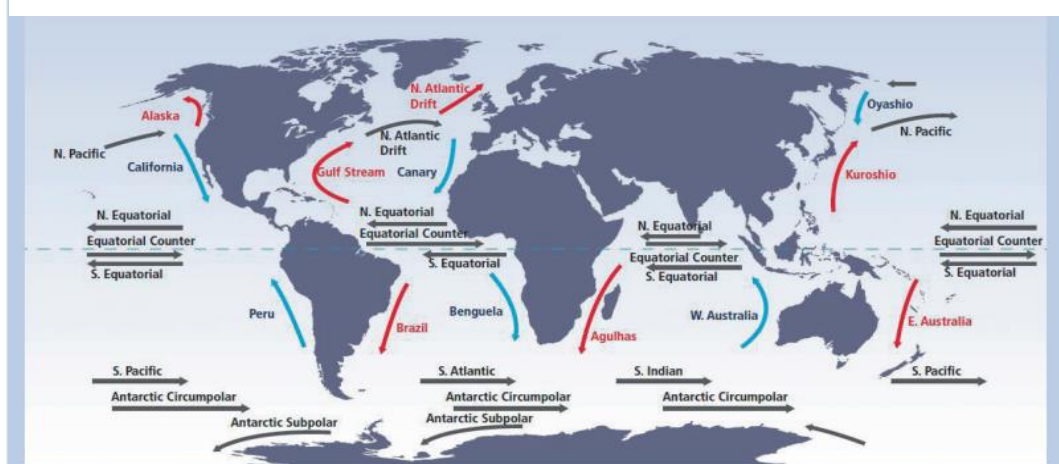 N. Atlantic
Drift
Alaska
Oyashio
N. Pacific
N. Pacific
N. Atlantic
Drift
California
Gulf Stream
Canary
Kuroshio
N. Equatorial
Equatorial Counter
S. Equatorial
N. Equatorial
Equatorial Counter
S. Equatorial
N. Equatorial
Equatorial Counter
S. Equatorial
N. Equatorial
Equatorial Counter
S. Equatorial
Peru
Brazil
Benguela
Agulhas
W. Australia
E. Australia
S. Pacific
S. Atlantic
S. Indian
S. Pacific
Antarctic Circumpolar
Antarctic Circumpolar
Antarctic Circumpolar
Antarctic Subpolar
Antarctic Subpolar